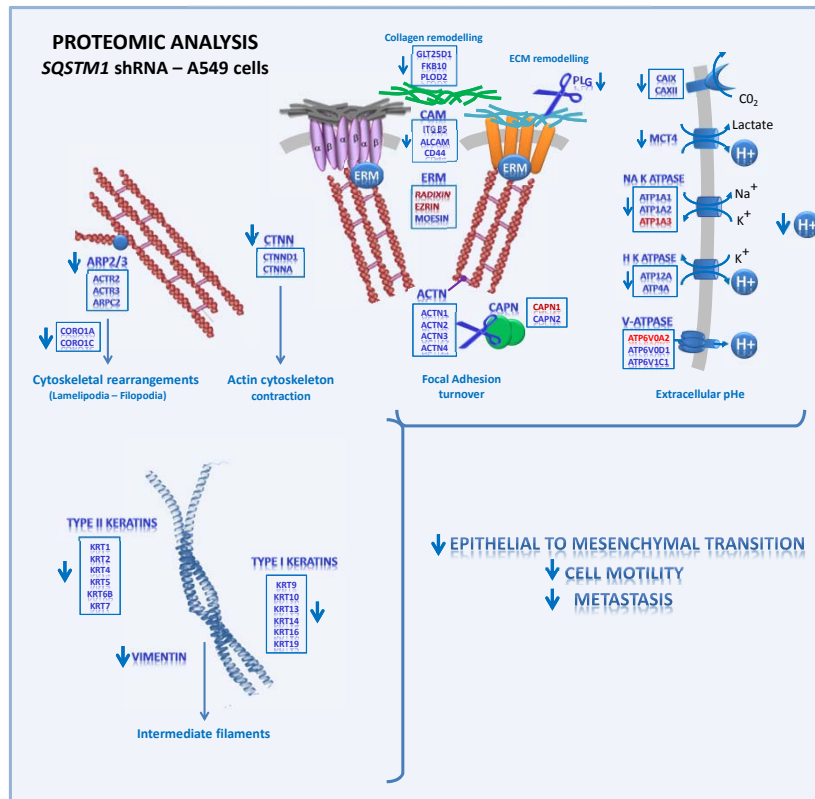 PROTEOMIC ANALYSIS
SQSTM1 shRNA – A549 cells
Collagen remodelling
GLT25D1
FKB10
PLOD2
ECM remodelling
PLG
CAM
ITG B5
ALCAM
CD44
α β α β
ERM
ERM
ERM
RADIXIN
EZRIN
MOESIN
CAIX
CAXII
C0₂
Lactate
MCT4
H+
NA K ATPASE
ATP1A1
ATP1A2
ATP1A3
Na⁺
K⁺
H+
H K ATPASE
ATP12A
ATP4A
K⁺
H+
V-ATPASE
ATP6V0A2
ATP6V0D1
ATP6V1C1
H+
Extracellular pHe
ARP2/3
ACTR2
ACTR3
ARPC2
CORO1A
CORO1C
Cytoskeletal rearrangements
(Lamelipodia – Filopodia)
CTNN
CTNND1
CTNNA
Actin cytoskeleton
contraction
ACTN
ACTN1
ACTN2
ACTN3
ACTN4
CAPN
CAPN1
CAPN2
Focal Adhesion
turnover
TYPE II KERATINS
KRT1
KRT2
KRT4
KRT5
KRT6B
KRT7
TYPE I KERATINS
KRT9
KRT10
KRT13
KRT14
KRT16
KRT19
VIMENTIN
Intermediate filaments
EPITHELIAL TO MESENCHYMAL TRANSITION
CELL MOTILITY
METASTASIS